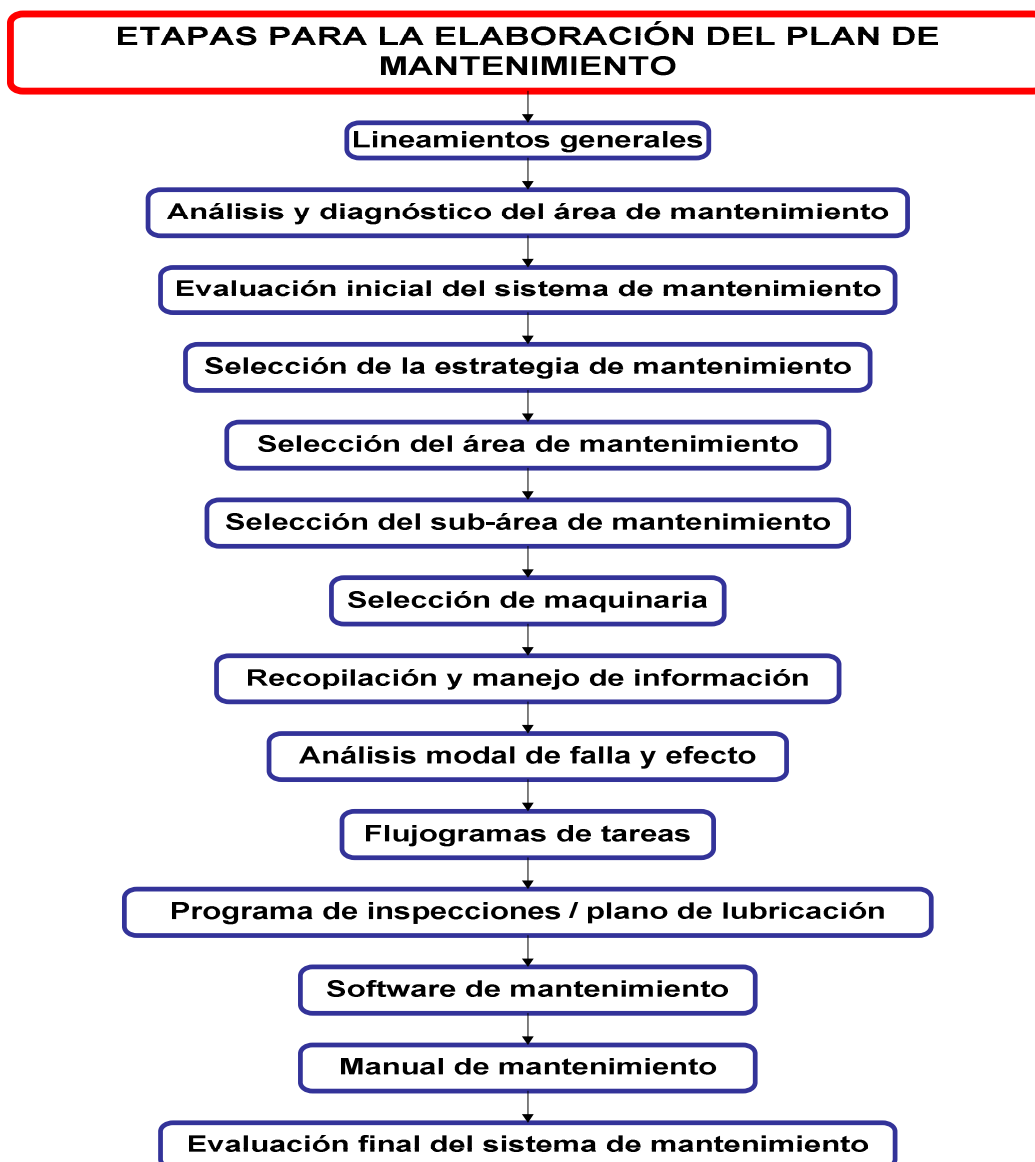 ETAPAS PARA LA ELABORACIÓN DEL PLAN DE
MANTENIMIENTO
Lineamientos generales
Análisis y diagnóstico del área de mantenimiento
Evaluación inicial del sistema de mantenimiento
Selección de la estrategia de mantenimiento
Selección del área de mantenimiento
Selección del sub-área de mantenimiento
Selección de maquinaria
Recopilación y manejo de información
Análisis modal de falla y efecto
Flujogramas de tareas
Programa de inspecciones / plano de lubricación
Software de mantenimiento
Manual de mantenimiento
Evaluación final del sistema de mantenimiento